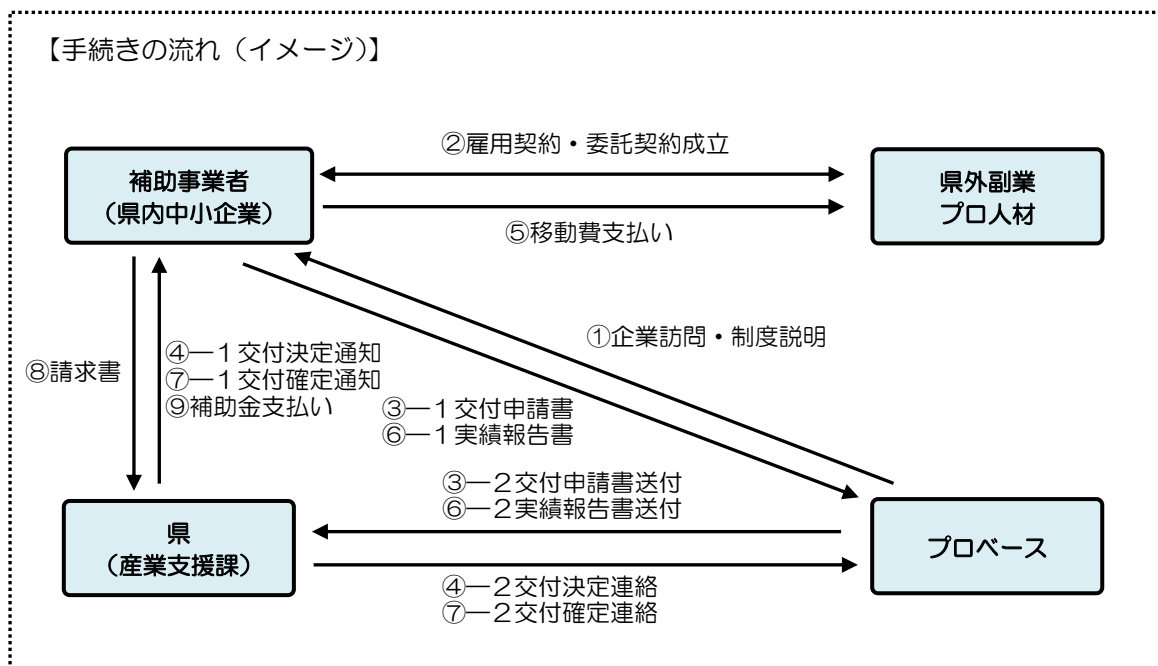 【手続きの流れ（イメージ）】
②雇用契約・委託契約成立
補助事業者
（県内中小企業）
県外副業
プロ人材
⑤移動費支払い
①企業訪問・制度説明
④―１交付決定通知
⑦―１交付確定通知
⑨補助金支払い
⑧請求書
③―１交付申請書
⑥―１実績報告書
③―２交付申請書送付
⑥―２実績報告書送付
県
（産業支援課）
プロベース
④―２交付決定連絡
⑦―２交付確定連絡